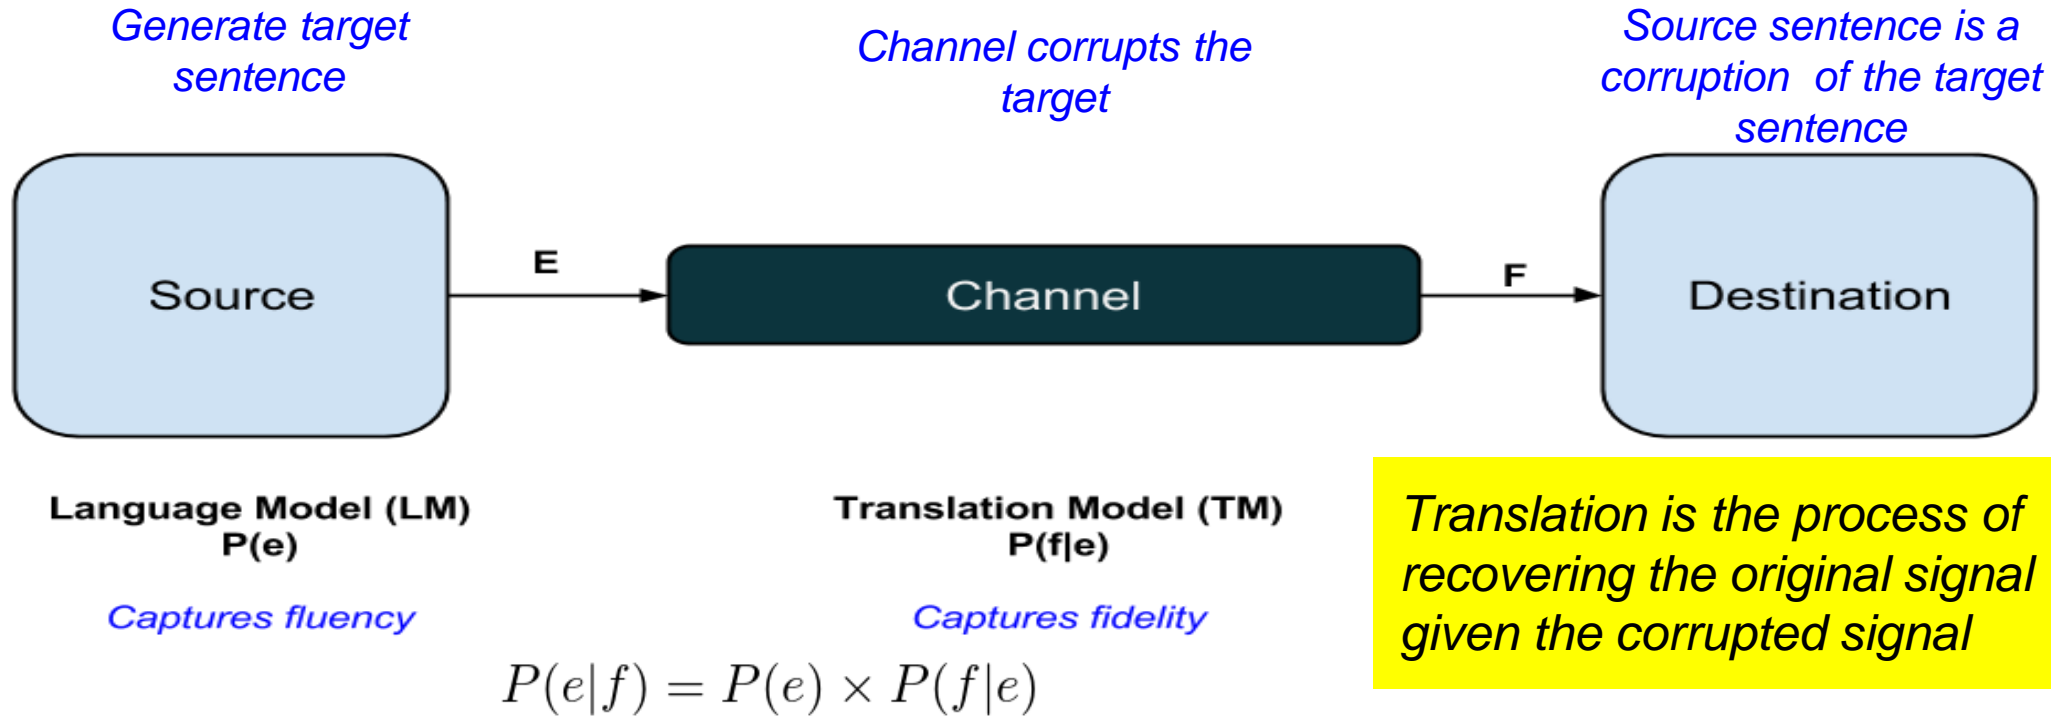 Generate target
sentence
Channel corrupts the
target
Source sentence is a
corruption of the target
sentence
Source
E
Channel
F
Destination
Language Model (LM)
P(e)
Captures fluency
Translation Model (TM)
P(f|e)
Captures fidelity
Translation is the process of
recovering the original signal
given the corrupted signal
P(e|f) = P(e) × P(f|e)